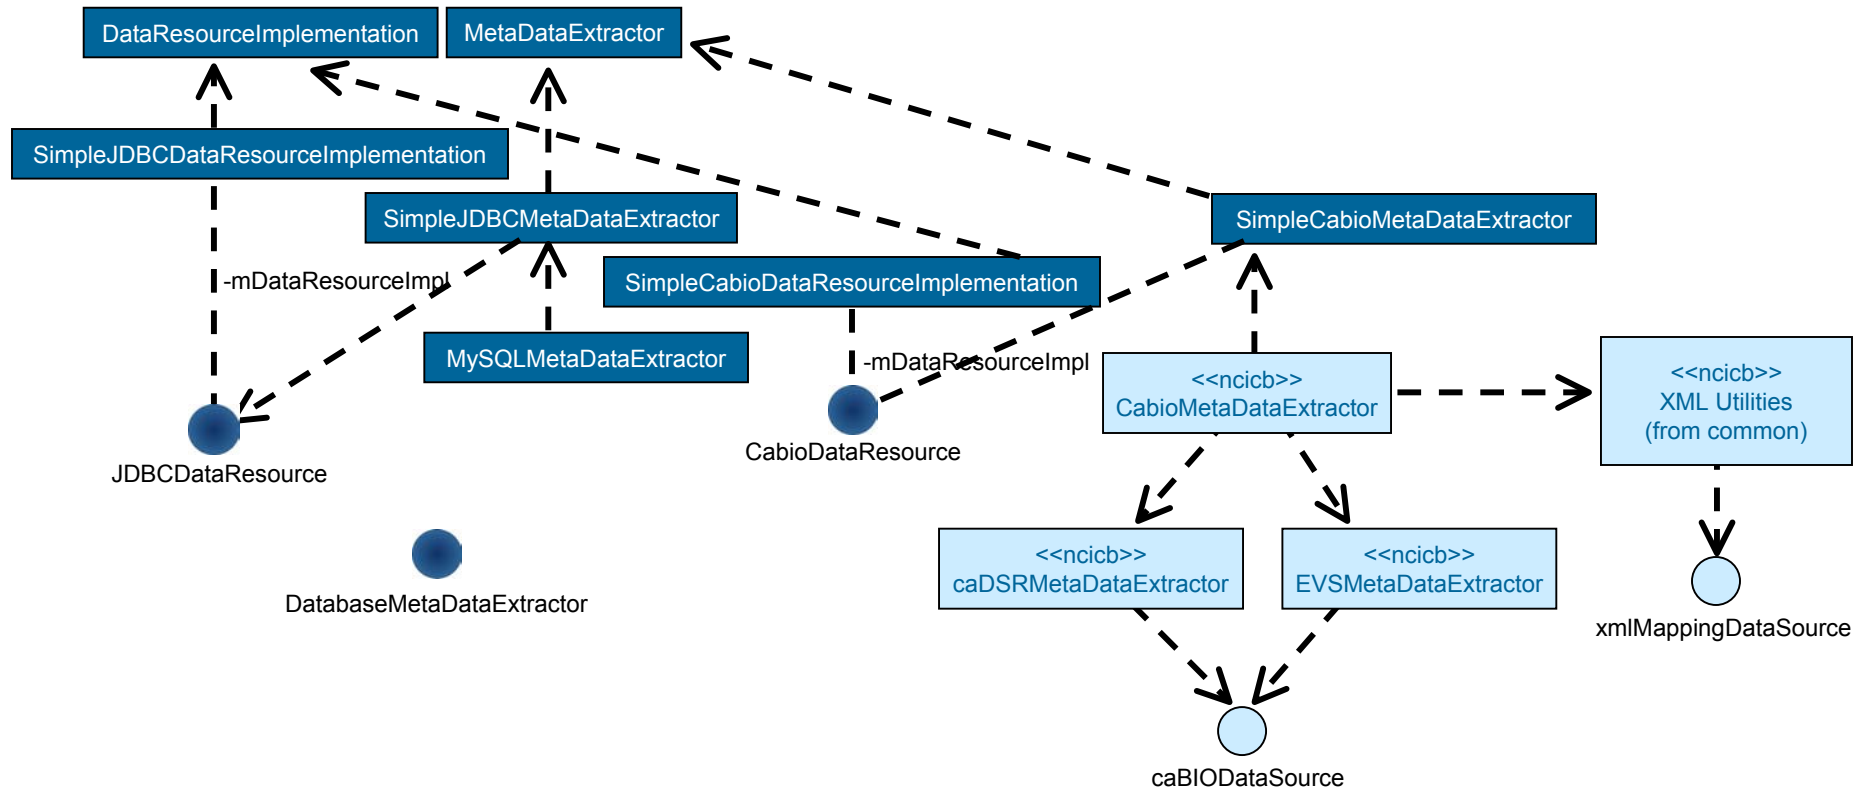 DataResourceImplementation
MetaDataExtractor
SimpleJDBCDataResourceImplementation
SimpleJDBCMetaDataExtractor
SimpleCabioMetaDataExtractor
-mDataResourceImpl
SimpleCabioDataResourceImplementation
MySQLMetaDataExtractor
-mDataResourceImpl
<<ncicb>>
CabioMetaDataExtractor
<<ncicb>>
XML Utilities
(from common)
JDBCDataResource
CabioDataResource
<<ncicb>>
caDSRMetaDataExtractor
<<ncicb>>
EVSMetaDataExtractor
DatabaseMetaDataExtractor
xmlMappingDataSource
caBIODataSource